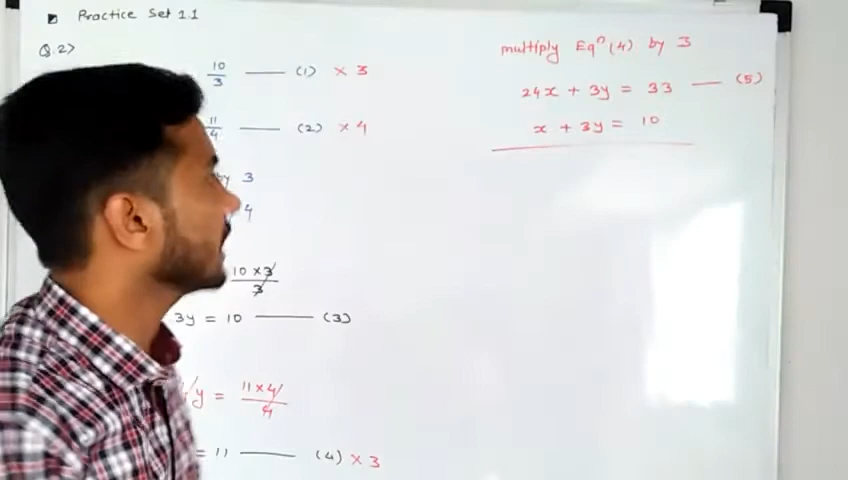 Practice Set 1.1
Q.2>
10/3 —— (1) × 3
11/4 —— (2) × 4
by 3
4
10 × 3 / 3
3y = 10 —— (3)
y = 11 × 4 / 4
= 11 —— (4) × 3
multiply Eqⁿ (4) by 3
24x + 3y = 33 —— (5)
x + 3y = 10